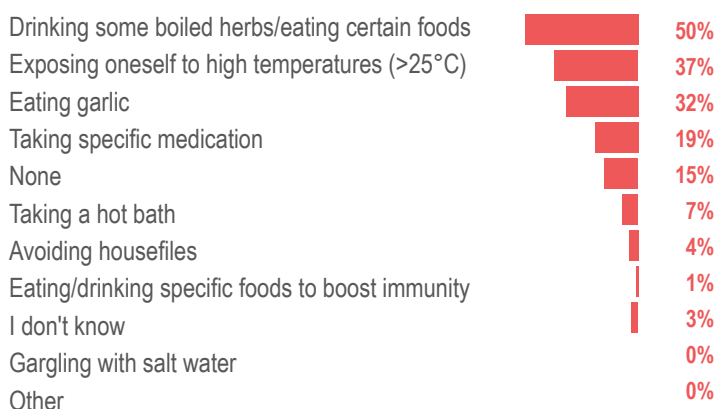 Drinking some boiled herbs/eating certain foods 50%
Exposing oneself to high temperatures (>25°C) 37%
Eating garlic 32%
Taking specific medication 19%
None 15%
Taking a hot bath 7%
Avoiding housefiles 4%
Eating/drinking specific foods to boost immunity 1%
I don't know 3%
Gargling with salt water 0%
Other 0%